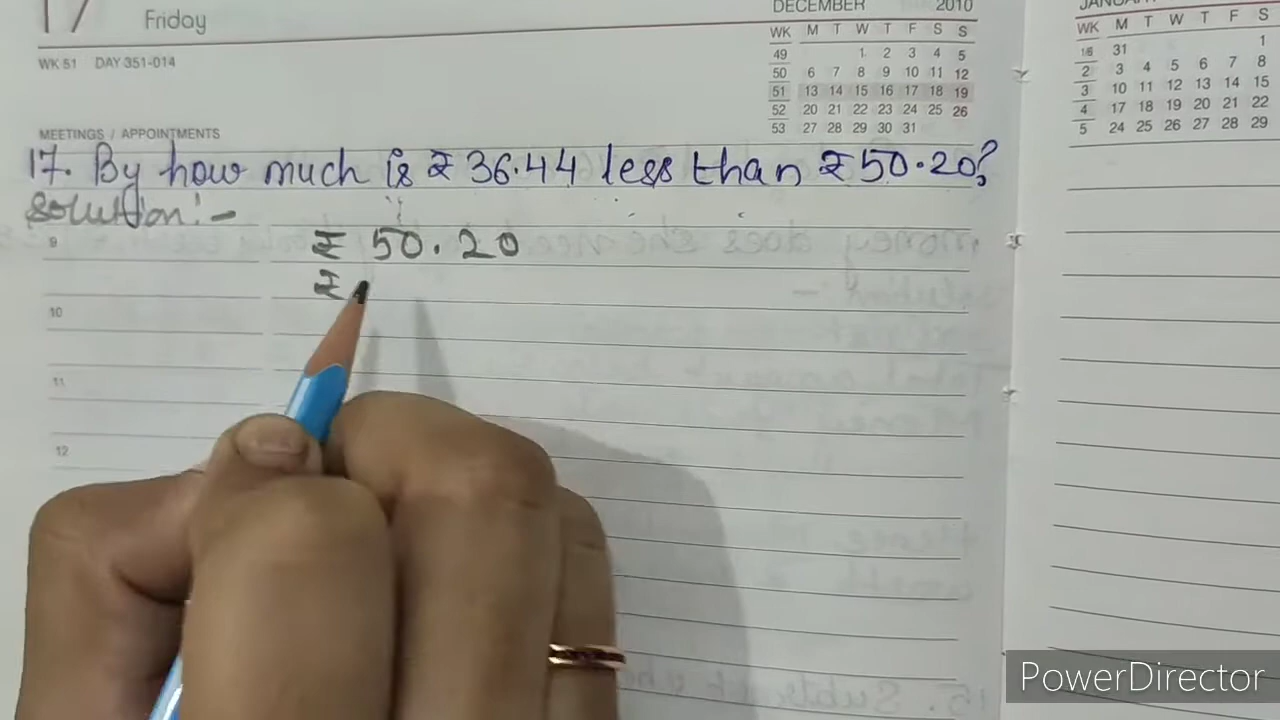 17 Friday
WK 51 DAY 351-014
DECEMBER 2010
WK M T W T F S S
49 1 2 3 4 5
50 6 7 8 9 10 11 12
51 13 14 15 16 17 18 19
52 20 21 22 23 24 25 26
53 27 28 29 30 31
JANUARY
WK M T W T F S
31 1
2 3 4 5 6 7 8
3 10 11 12 13 14 15
4 17 18 19 20 21 22
5 24 25 26 27 28 29
MEETINGS / APPOINTMENTS
17. By how much is ₹ 36.44 less than ₹ 50.20?
Solution:-
9
₹ 50.20
₹
10
11
12
PowerDirector